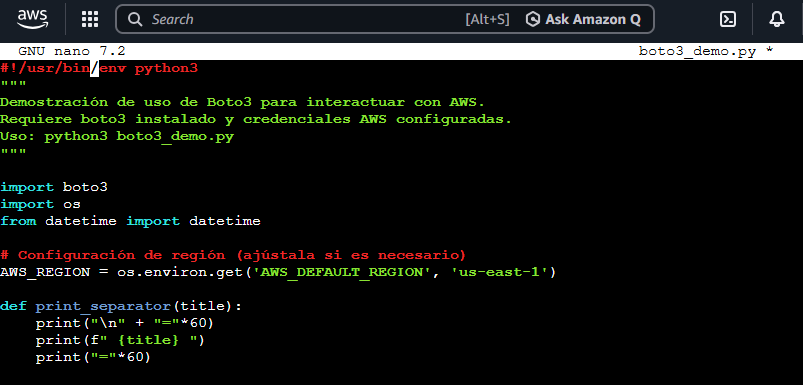 aws
Search [Alt+S] Ask Amazon Q
GNU nano 7.2 boto3_demo.py *
#!/usr/bin/env python3
"""
Demostración de uso de Boto3 para interactuar con AWS.
Requiere boto3 instalado y credenciales AWS configuradas.
Uso: python3 boto3_demo.py
"""
import boto3
import os
from datetime import datetime
# Configuración de región (ajústala si es necesario)
AWS_REGION = os.environ.get('AWS_DEFAULT_REGION', 'us-east-1')
def print_separator(title):
    print("\n" + "="*60)
    print(f" {title} ")
    print("="*60)